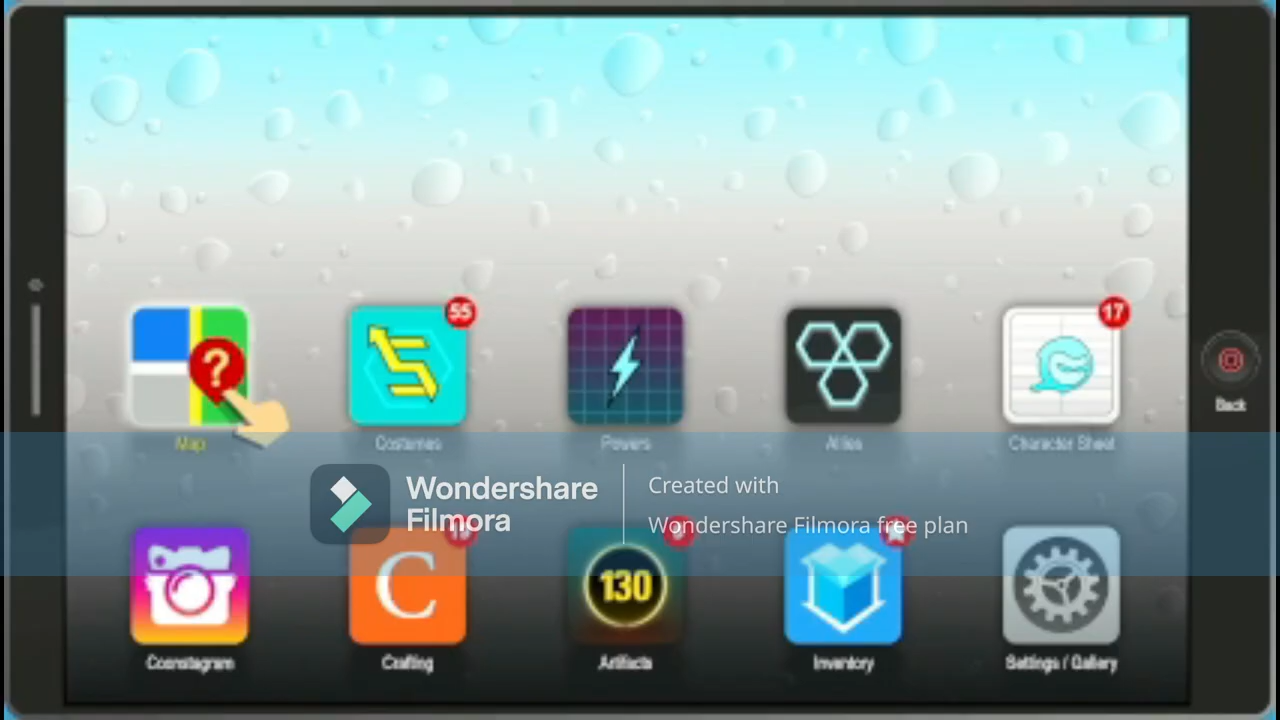 55
17
?
Back
Map
Costumes
Powers
Allies
Character Sheet
Wondershare
Filmora
Created with
Wondershare Filmora free plan
C
130
Coonstagram
Crafting
Artifacts
Inventory
Settings / Gallery